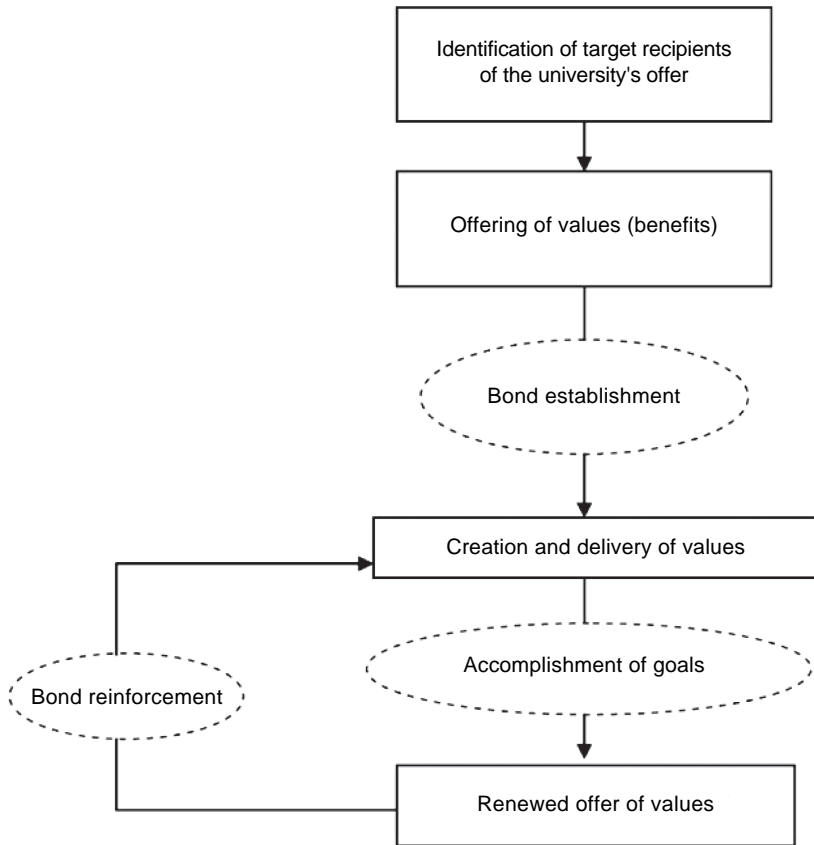 Identification of target recipients
of the university's offer
Offering of values (benefits)
Bond establishment
Creation and delivery of values
Accomplishment of goals
Bond reinforcement
Renewed offer of values